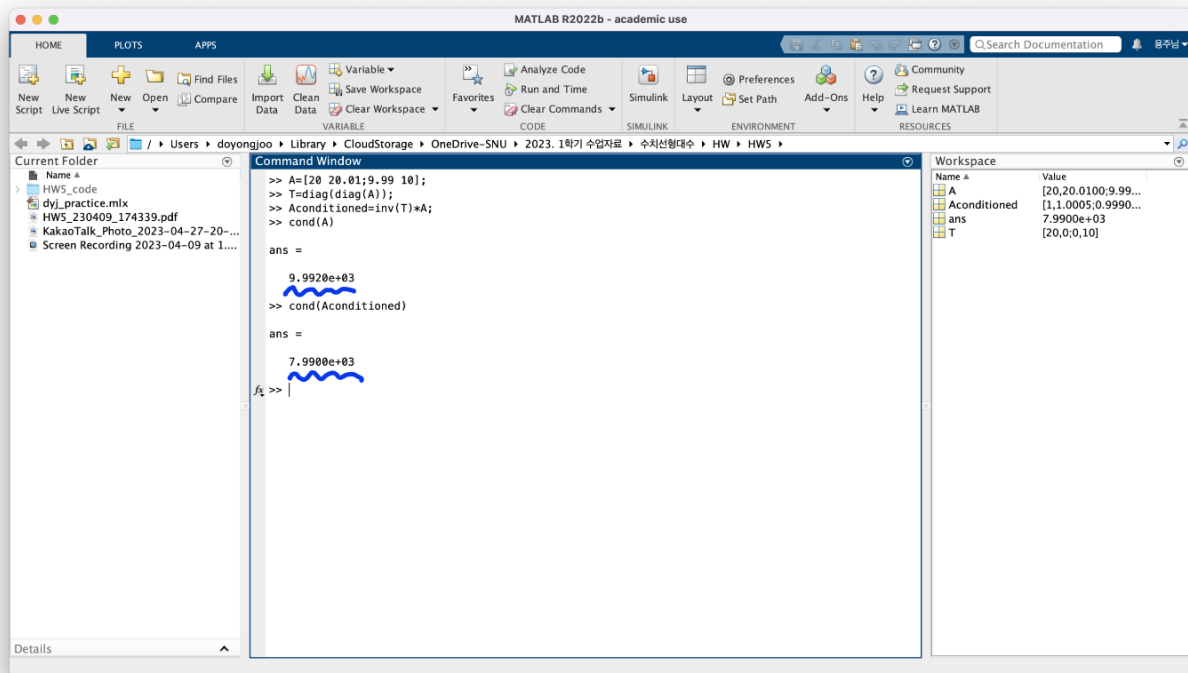 MATLAB R2022b - academic use
HOME PLOTS APPS
Search Documentation
용주님
New Script
New Live Script
New
Open
Find Files
Compare
FILE
Import Data
Clean Data
Variable
Save Workspace
Clear Workspace
VARIABLE
Favorites
Analyze Code
Run and Time
Clear Commands
CODE
Simulink
SIMULINK
Layout
Preferences
Set Path
Add-Ons
ENVIRONMENT
Help
Community
Request Support
Learn MATLAB
RESOURCES
/ Users doyongjoo Library CloudStorage OneDrive-SNU 2023. 1학기 수업자료 수치선형대수 HW HW5
Current Folder
Name
HW5_code
dyj_practice.mlx
HW5_230409_174339.pdf
KakaoTalk_Photo_2023-04-27-20-...
Screen Recording 2023-04-09 at 1....
Details
Command Window
>> A=[20 20.01;9.99 10];
>> T=diag(diag(A));
>> Aconditioned=inv(T)*A;
>> cond(A)
ans =
9.9920e+03
>> cond(Aconditioned)
ans =
7.9900e+03
fx >>
Workspace
Name Value
A [20,20.0100;9.99...
Aconditioned [1,1.0005;0.9990...
ans 7.9900e+03
T [20,0;0,10]